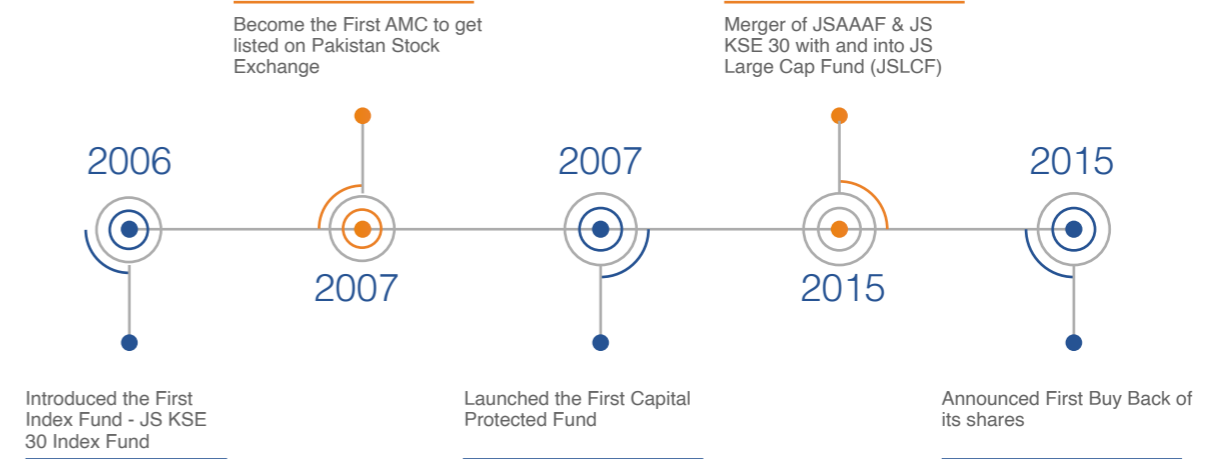 Become the First AMC to get
listed on Pakistan Stock
Exchange
Merger of JSAAAF & JS
KSE 30 with and into JS
Large Cap Fund (JSLCF)
2006
2007
2015
2007
2015
Introduced the First
Index Fund - JS KSE
30 Index Fund
Launched the First Capital
Protected Fund
Announced First Buy Back of
its shares